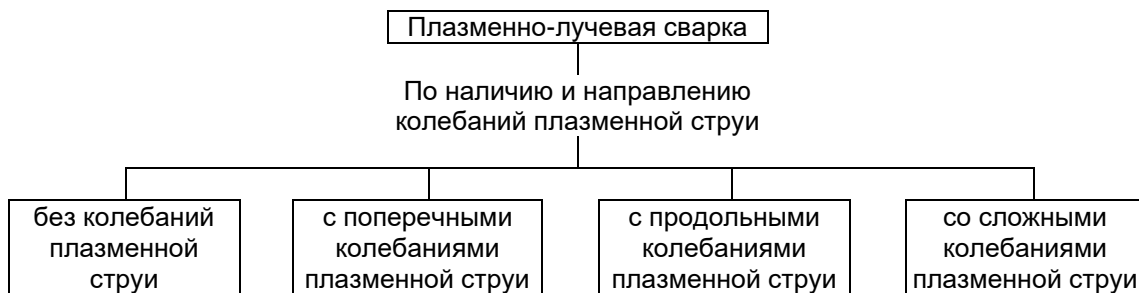 Плазменно-лучевая сварка
По наличию и направлению
колебаний плазменной струи
без колебаний
плазменной
струи
с поперечными
колебаниями
плазменной струи
с продольными
колебаниями
плазменной струи
со сложными
колебаниями
плазменной струи